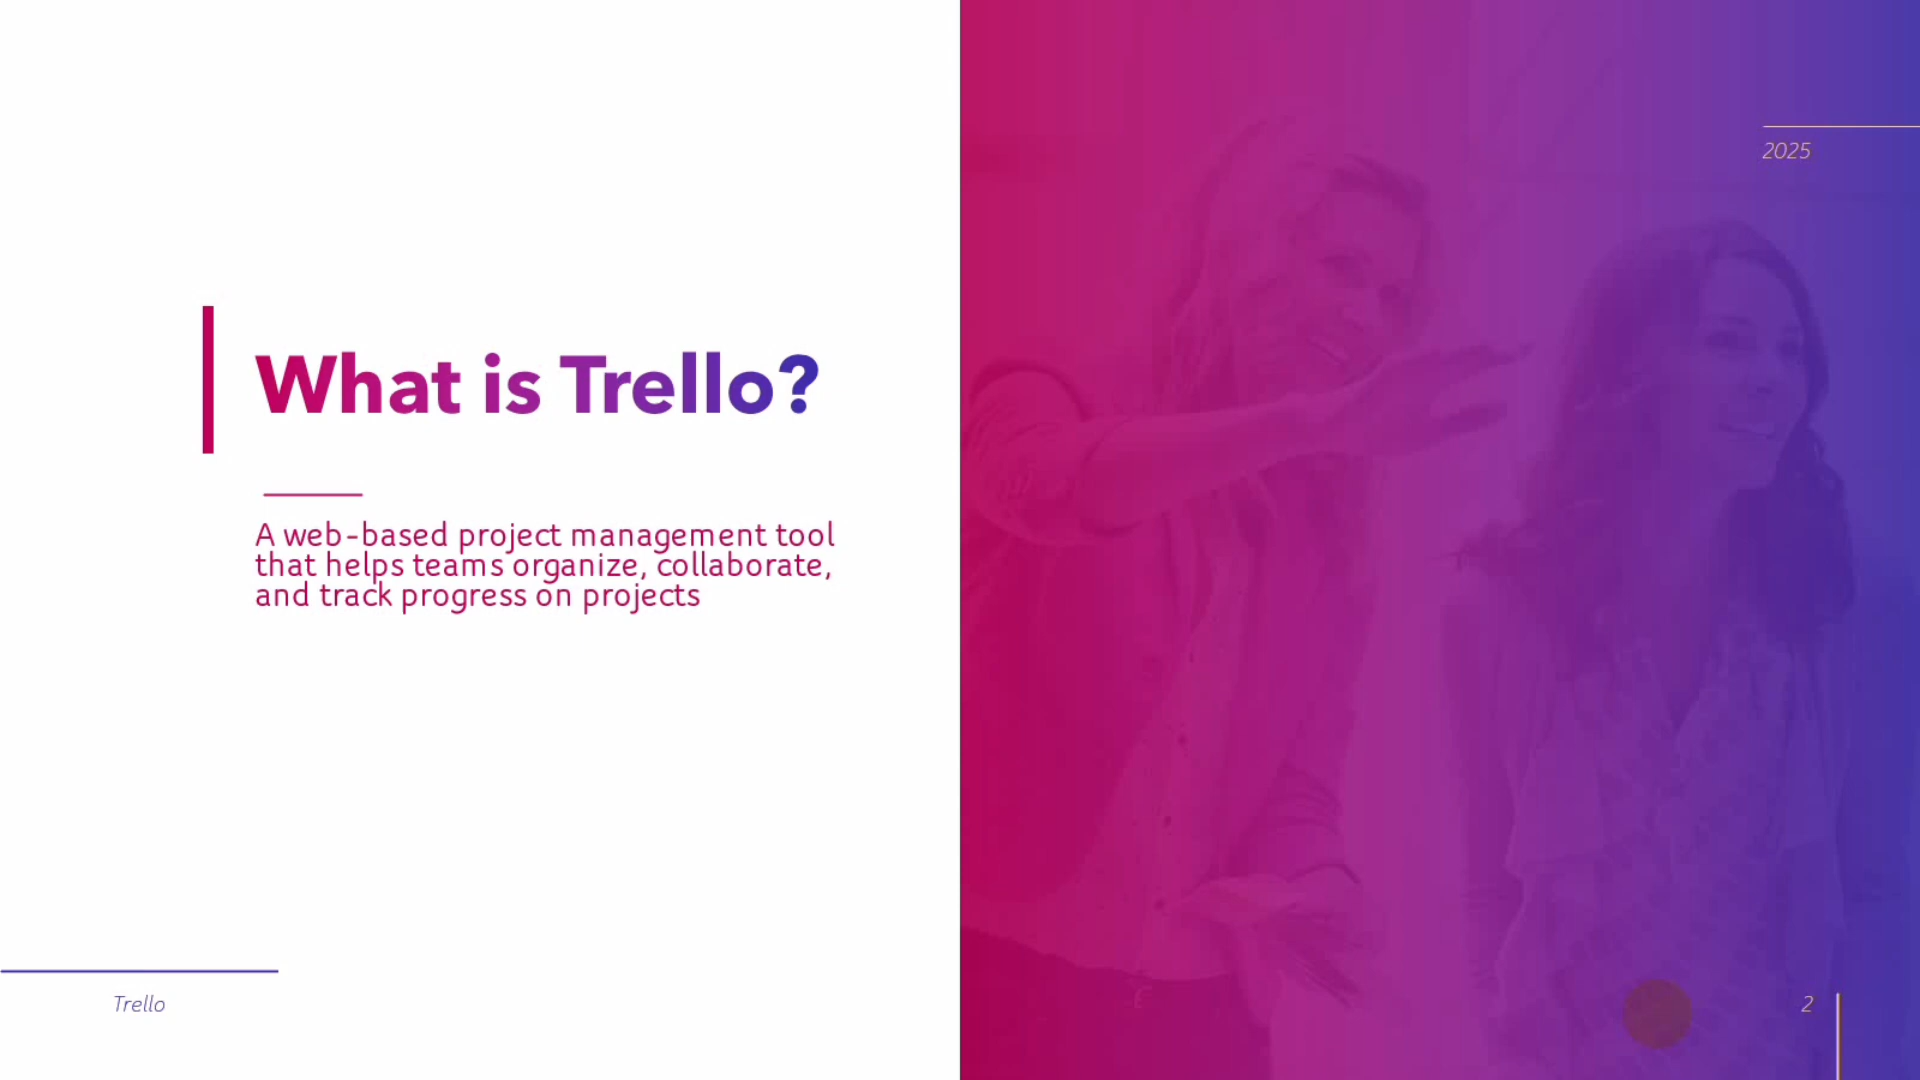 2025
What is Trello?
A web-based project management tool
that helps teams organize, collaborate,
and track progress on projects
Trello
2